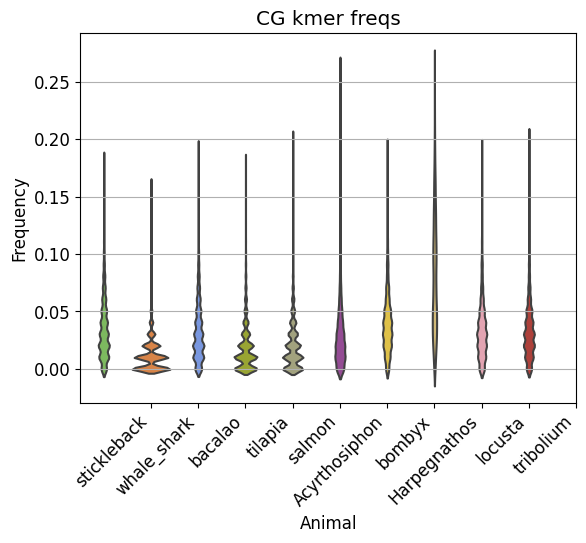 CG kmer freqs
Frequency
0.25
0.20
0.15
0.10
0.05
0.00
stickleback
whale_shark
bacalao
tilapia
salmon
Acyrthosiphon
bombyx
Harpegnathos
locusta
tribolium
Animal